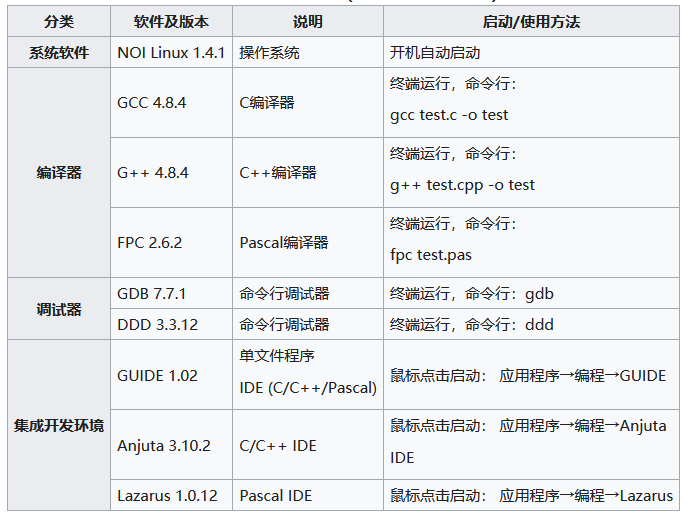 分类 软件及版本 说明 启动/使用方法
系统软件 NOI Linux 1.4.1 操作系统 开机自动启动
编译器 GCC 4.8.4 C编译器 终端运行，命令行：
gcc test.c -o test
G++ 4.8.4 C++编译器 终端运行，命令行：
g++ test.cpp -o test
FPC 2.6.2 Pascal编译器 终端运行，命令行：
fpc test.pas
调试器 GDB 7.7.1 命令行调试器 终端运行，命令行：gdb
DDD 3.3.12 命令行调试器 终端运行，命令行：ddd
集成开发环境 GUIDE 1.02 单文件程序
IDE (C/C++/Pascal) 鼠标点击启动： 应用程序→编程→GUIDE
Anjuta 3.10.2 C/C++ IDE 鼠标点击启动： 应用程序→编程→Anjuta
IDE
Lazarus 1.0.12 Pascal IDE 鼠标点击启动： 应用程序→编程→Lazarus